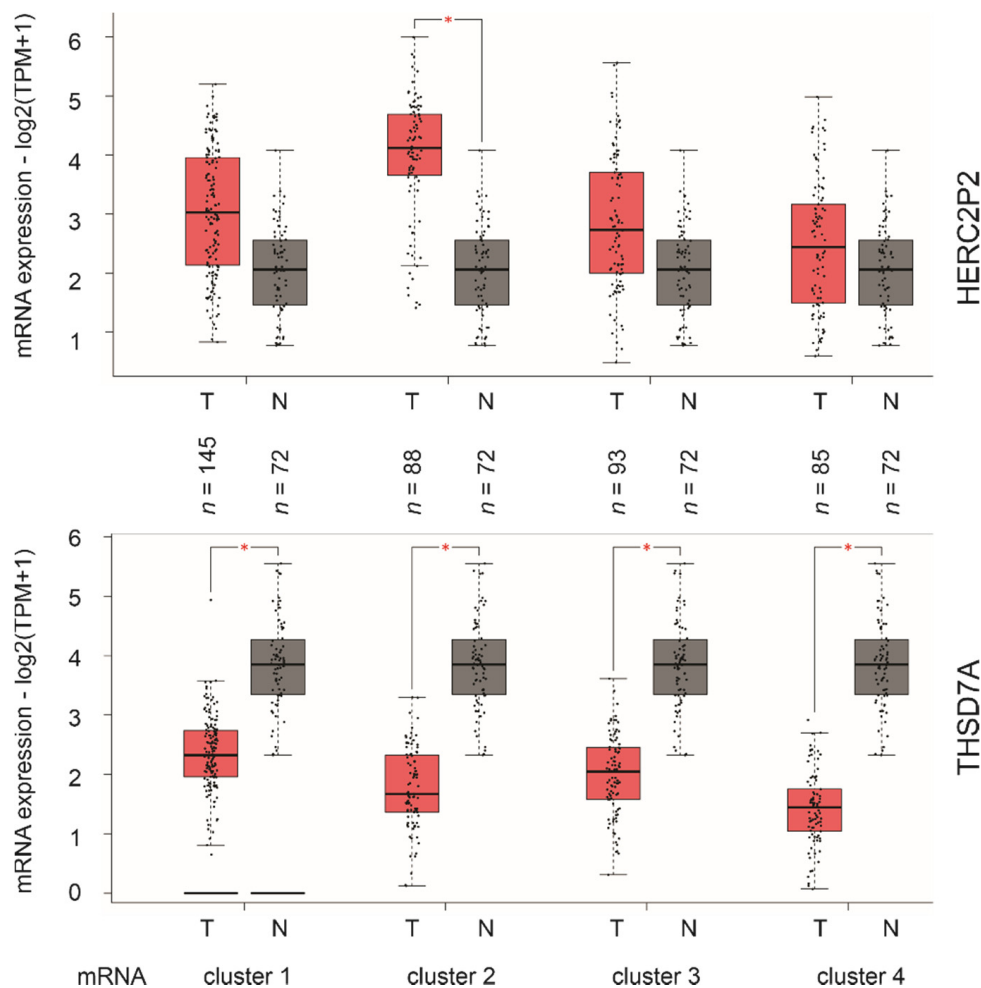 mRNA expression - log2(TPM+1)
6
5
4
3
2
1
*
HERC2P2
T N T N T N T N
n = 145 n = 72 n = 88 n = 72 n = 93 n = 72 n = 85 n = 72
mRNA expression - log2(TPM+1)
6
5
4
3
2
1
0
* * * *
THSD7A
T N T N T N T N
mRNA cluster 1 cluster 2 cluster 3 cluster 4